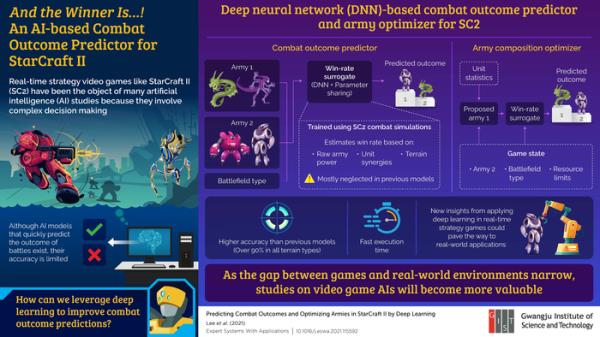 And the Winner Is...!
An AI-based Combat
Outcome Predictor for
StarCraft II
Real-time strategy video games like StarCraft II
(SC2) have been the object of many artificial
intelligence (AI) studies because they involve
complex decision making
Although AI models
that quickly predict
the outcome of
battles exist, their
accuracy is limited
How can we leverage deep
learning to improve combat
outcome predictions?
Deep neural network (DNN)-based combat outcome predictor
and army optimizer for SC2
Combat outcome predictor
Army 1
Army 2
Battlefield type
Win-rate
surrogate
(DNN + Parameter
sharing)
Predicted outcome
1
2
Trained using SC2 combat simulations
Estimates win rate based on:
• Raw army
power
• Unit
synergies
• Terrain
Mostly neglected in previous models
Army composition optimizer
Unit
statistics
Proposed
army 1
Win-rate
surrogate
Predicted
outcome
1
2
Game state
• Army 2
• Battlefield
type
• Resource
limits
Higher accuracy than previous models
(Over 90% in all terrain types)
Fast execution
time
New insights from applying
deep learning in real-time
strategy games could
pave the way to
real-world applications
As the gap between games and real-world environments narrow,
studies on video game AIs will become more valuable
Predicting Combat Outcomes and Optimizing Armies in StarCraft II by Deep Learning
Lee et al. (2021)
Expert Systems With Applications | 10.1016/j.eswa.2021.115592
GIST
Gwangju Institute of
Science and Technology